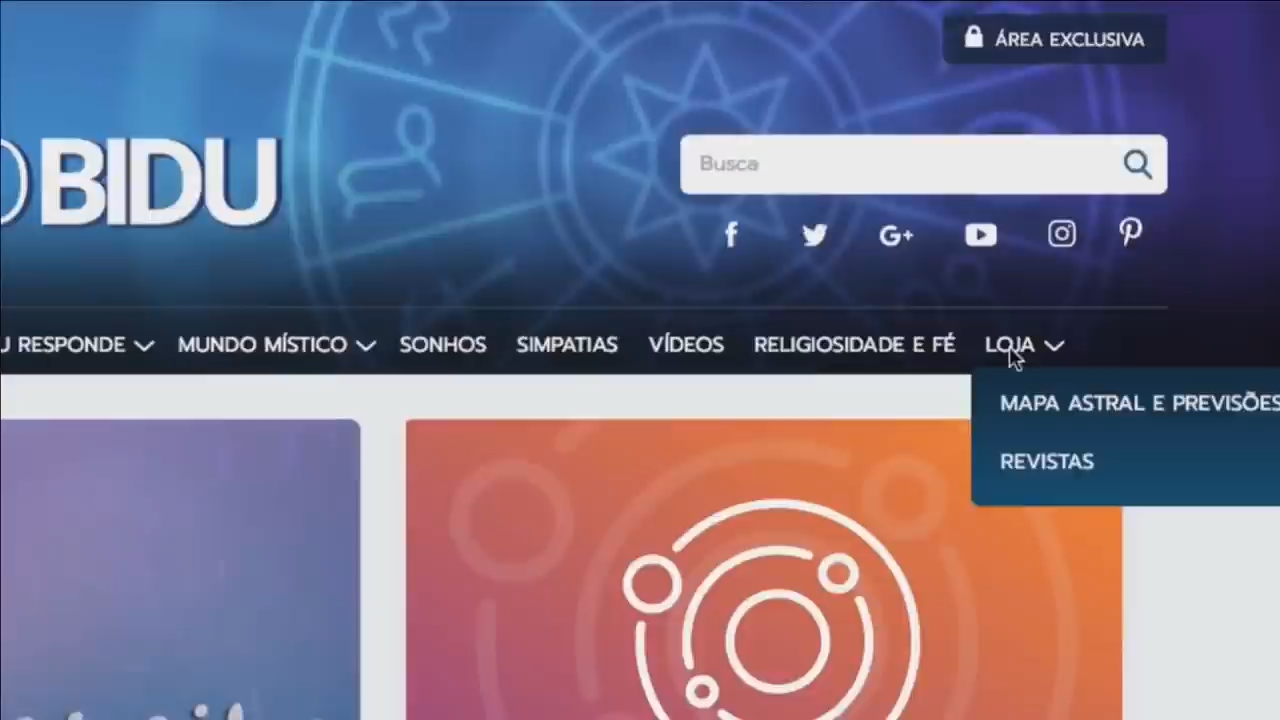 ÁREA EXCLUSIVA
BIDU
Busca
RESPONDE
MUNDO MÍSTICO
SONHOS
SIMPATIAS
VÍDEOS
RELIGIOSIDADE E FÉ
LOJA
MAPA ASTRAL E PREVISÕES
REVISTAS